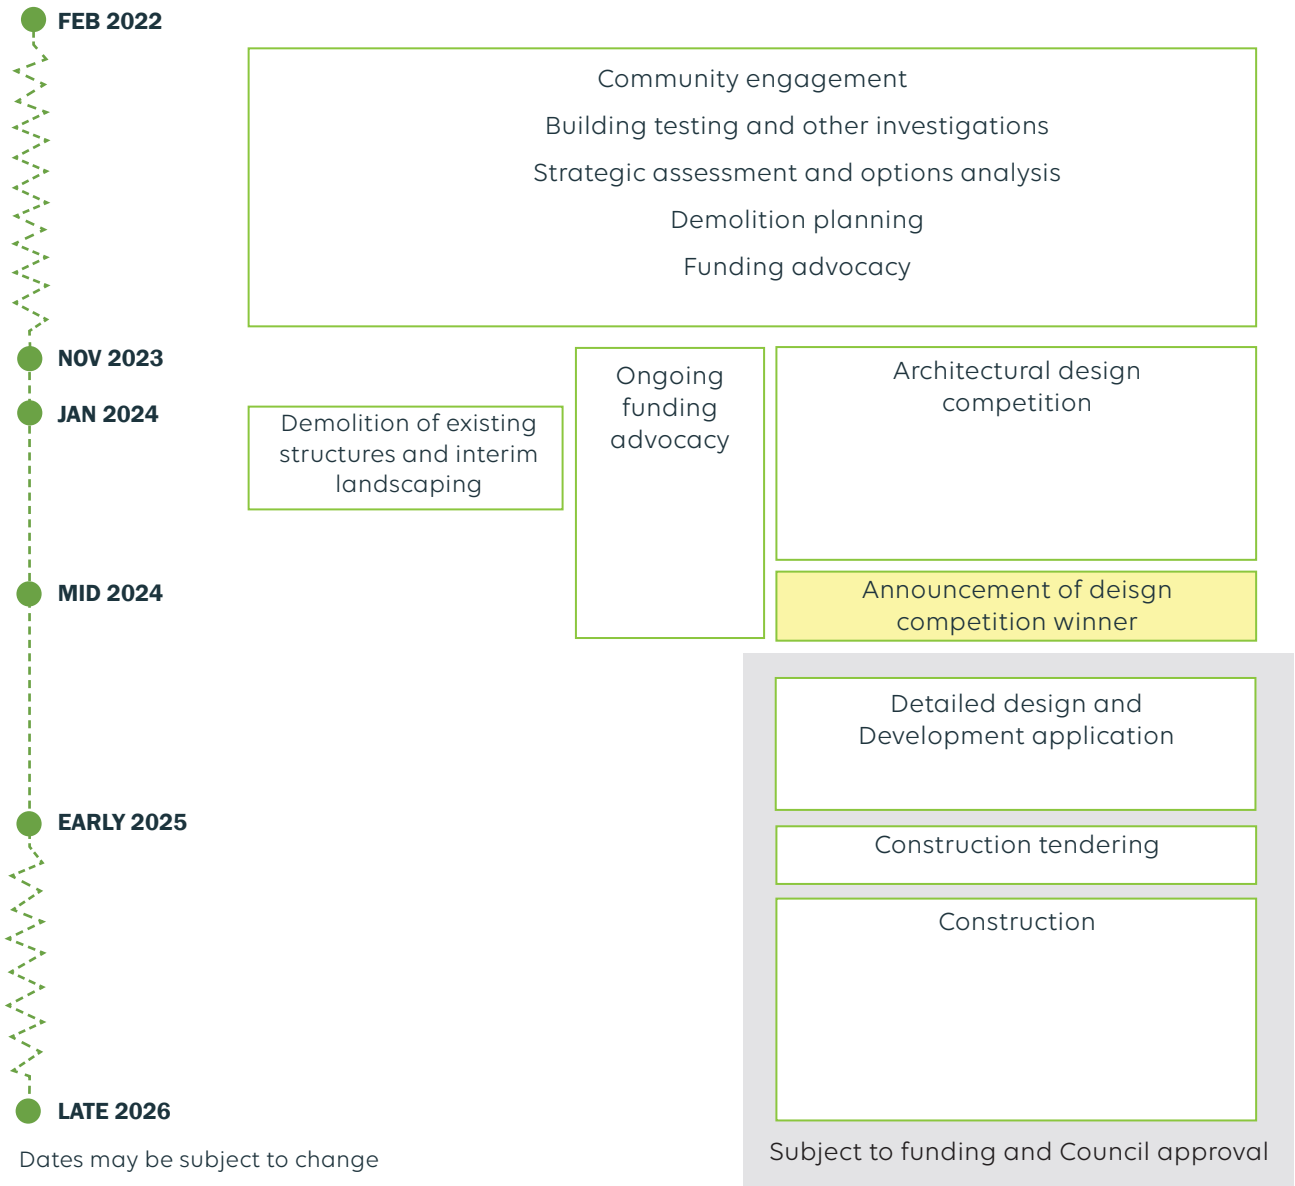 FEB 2022
Community engagement
Building testing and other investigations
Strategic assessment and options analysis
Demolition planning
Funding advocacy
NOV 2023
JAN 2024
Demolition of existing
structures and interim
landscaping
Ongoing
funding
advocacy
Architectural design
competition
MID 2024
Announcement of deisgn
competition winner
Detailed design and
Development application
EARLY 2025
Construction tendering
Construction
LATE 2026
Dates may be subject to change
Subject to funding and Council approval